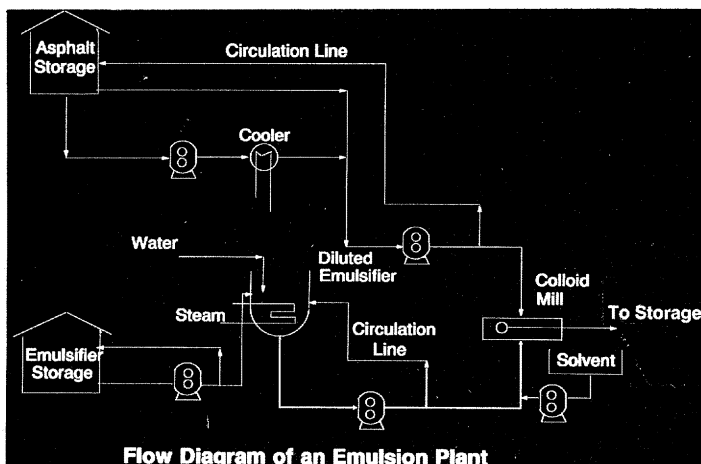 Asphalt
Storage
Circulation Line
Cooler
Water
Diluted
Emulsifier
Colloid
Mill
Steam
To Storage
Circulation
Line
Emulsifier
Storage
Solvent
Flow Diagram of an Emulsion Plant